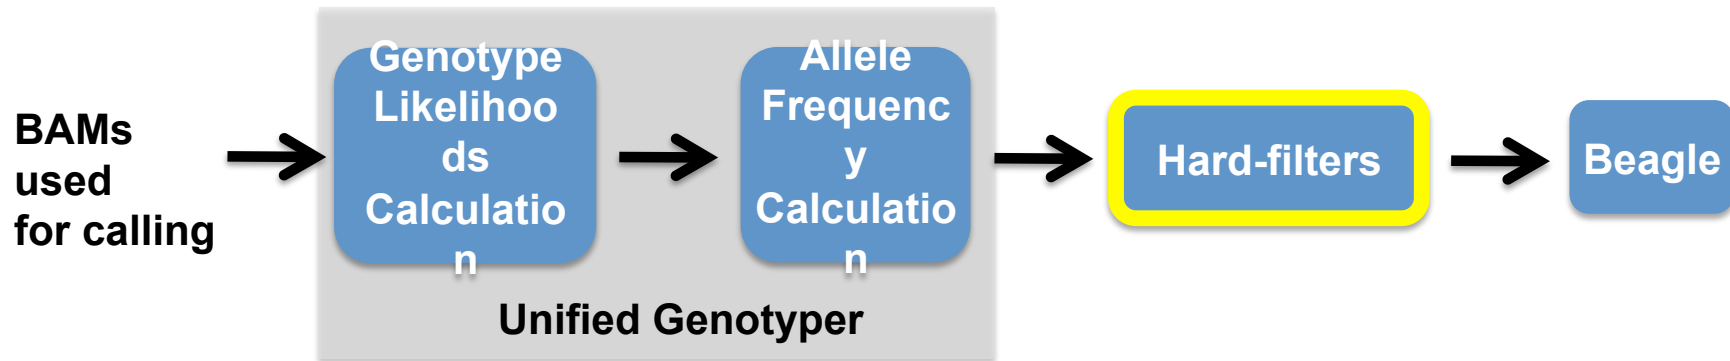 BAMs
used
for calling
Genotype
Likelihoo
ds
Calculatio
n
Allele
Frequenc
y
Calculatio
n
Unified Genotyper
Hard-filters
Beagle